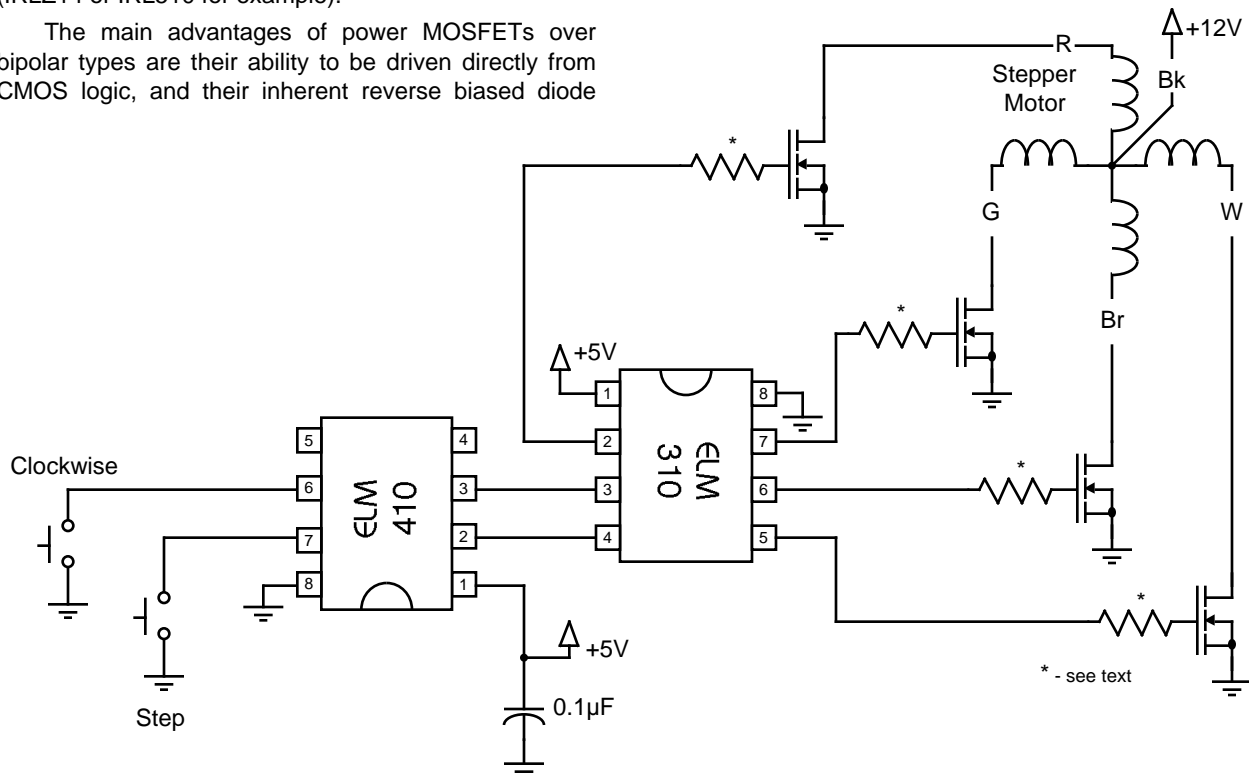 The main advantages of power MOSFETs over
bipolar types are their ability to be driven directly from
CMOS logic, and their inherent reverse biased diode
R
+12V
Stepper
Motor
Bk
*
G
W
*
Br
+5V
1
8
2
7
3
6
4
5
ELM
310
*
Clockwise
5
4
6
3
7
2
8
1
ELM
410
*
+5V
* - see text
0.1µF
Step